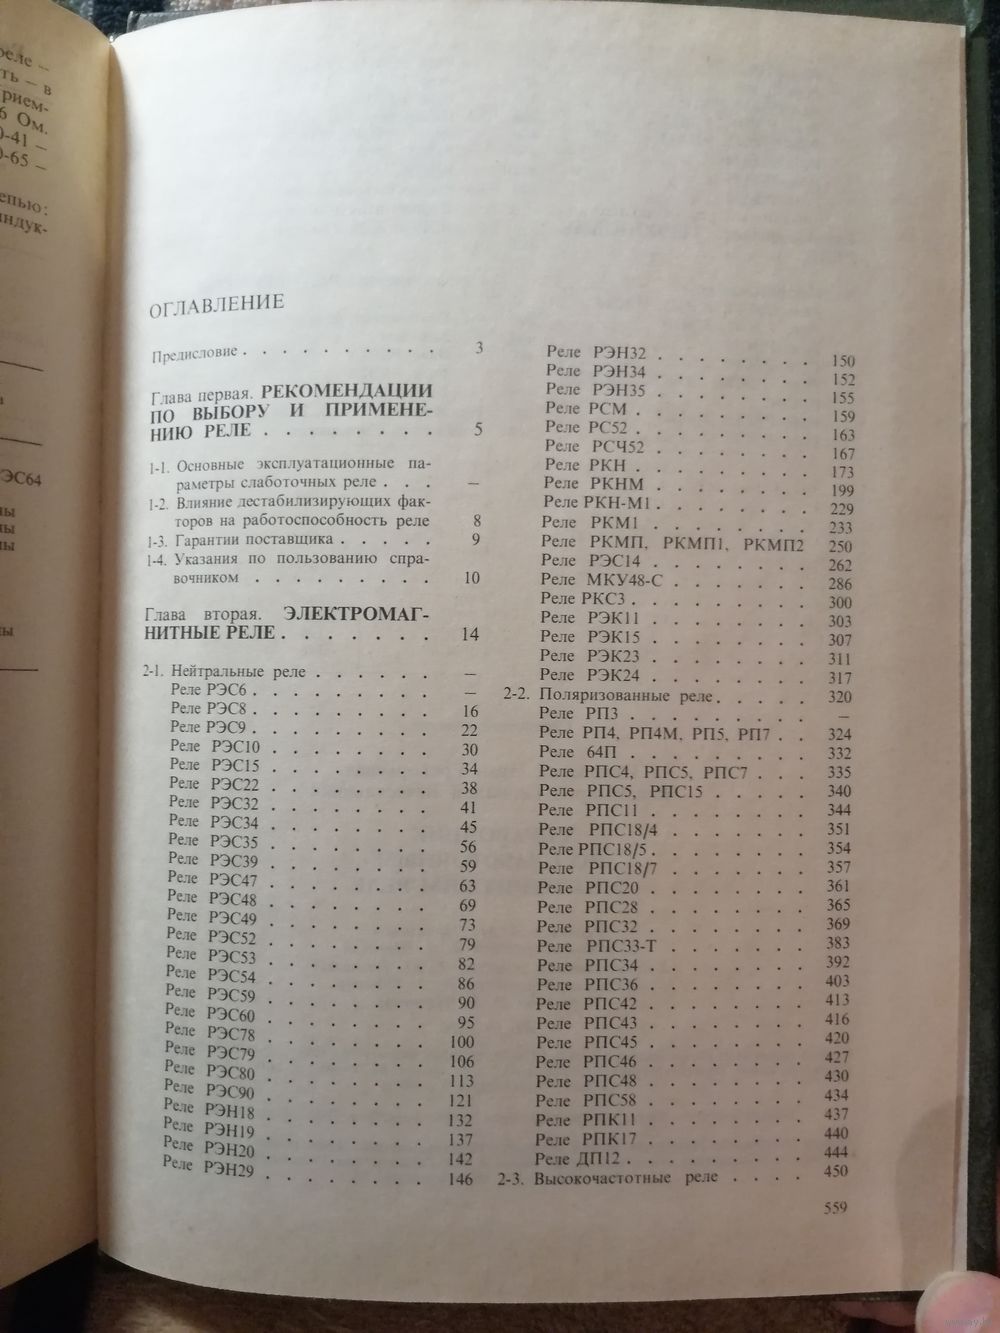 реле –
ть – в
Прием-
6 Ом.
0-41 –
0-65 –
епью:
индук-
РЭС64
ОГЛАВЛЕНИЕ
Предисловие . . . . . . . . . . 3
Глава первая. РЕКОМЕНДАЦИИ
ПО ВЫБОРУ И ПРИМЕНЕ-
НИЮ РЕЛЕ . . . . . . . . 5
1-1. Основные эксплуатационные па-
раметры слаботочных реле . . . –
1-2. Влияние дестабилизирующих фак-
торов на работоспособность реле 8
1-3. Гарантии поставщика . . . . . 9
1-4. Указания по пользованию спра-
вочником . . . . . . . . . 10
Глава вторая. ЭЛЕКТРОМАГ-
НИТНЫЕ РЕЛЕ . . . . . . . 14
2-1. Нейтральные реле . . . . . . –
Реле РЭС6 . . . . . . . . . –
Реле РЭС8 . . . . . . . . . 16
Реле РЭС9 . . . . . . . . . 22
Реле РЭС10 . . . . . . . . 30
Реле РЭС15 . . . . . . . . 34
Реле РЭС22 . . . . . . . . 38
Реле РЭС32 . . . . . . . . 41
Реле РЭС34 . . . . . . . . 45
Реле РЭС35 . . . . . . . . 56
Реле РЭС39 . . . . . . . . 59
Реле РЭС47 . . . . . . . . 63
Реле РЭС48 . . . . . . . . 69
Реле РЭС49 . . . . . . . . 73
Реле РЭС52 . . . . . . . . 79
Реле РЭС53 . . . . . . . . 82
Реле РЭС54 . . . . . . . . 86
Реле РЭС59 . . . . . . . . 90
Реле РЭС60 . . . . . . . . 95
Реле РЭС78 . . . . . . . . 100
Реле РЭС79 . . . . . . . . 106
Реле РЭС80 . . . . . . . . 113
Реле РЭС90 . . . . . . . . 121
Реле РЭН18 . . . . . . . . 132
Реле РЭН19 . . . . . . . . 137
Реле РЭН20 . . . . . . . . 142
Реле РЭН29 . . . . . . . . 146
Реле РЭН32 . . . . . . . . 150
Реле РЭН34 . . . . . . . . 152
Реле РЭН35 . . . . . . . . 155
Реле РСМ . . . . . . . . . 159
Реле РС52 . . . . . . . . . 163
Реле РСЧ52 . . . . . . . . 167
Реле РКН . . . . . . . . . 173
Реле РКНМ . . . . . . . . 199
Реле РКН-М1 . . . . . . . . 229
Реле РКМ1 . . . . . . . . 233
Реле РКМП, РКМП1, РКМП2 250
Реле РЭС14 . . . . . . . . 262
Реле МКУ48-С . . . . . . . 286
Реле РКС3 . . . . . . . . . 300
Реле РЭК11 . . . . . . . . 303
Реле РЭК15 . . . . . . . . 307
Реле РЭК23 . . . . . . . . 311
Реле РЭК24 . . . . . . . . 317
2-2. Поляризованные реле . . . . . 320
Реле РП3 . . . . . . . . . –
Реле РП4, РП4М, РП5, РП7 . . 324
Реле 64П . . . . . . . . . 332
Реле РПС4, РПС5, РПС7 . . . 335
Реле РПС5, РПС15 . . . . . 340
Реле РПС11 . . . . . . . . 344
Реле РПС18/4 . . . . . . . 351
Реле РПС18/5 . . . . . . . . 354
Реле РПС18/7 . . . . . . . 357
Реле РПС20 . . . . . . . . 361
Реле РПС28 . . . . . . . . 365
Реле РПС32 . . . . . . . . 369
Реле РПС33-Т . . . . . . . 383
Реле РПС34 . . . . . . . . 392
Реле РПС36 . . . . . . . . 403
Реле РПС42 . . . . . . . . 413
Реле РПС43 . . . . . . . . 416
Реле РПС45 . . . . . . . . 420
Реле РПС46 . . . . . . . . 427
Реле РПС48 . . . . . . . . 430
Реле РПС58 . . . . . . . . 434
Реле РПК11 . . . . . . . . 437
Реле РПК17 . . . . . . . . 440
Реле ДП12 . . . . . . . . . 444
2-3. Высокочастотные реле . . . . 450
559